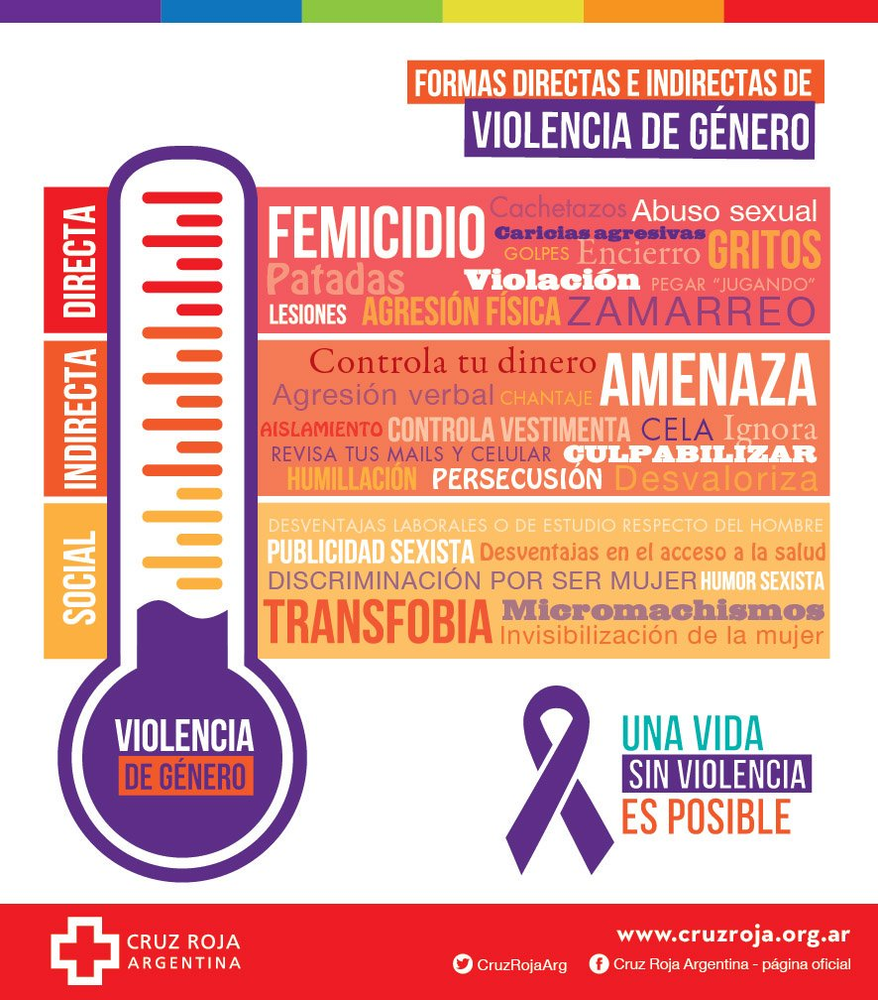 FORMAS DIRECTAS E INDIRECTAS DE
VIOLENCIA DE GÉNERO
DIRECTA
FEMICIDIO
Cachetazos
Abuso sexual
Caricias agresivas
GOLPES
Encierro
GRITOS
Patadas
Violación
PEGAR “JUGANDO”
LESIONES
AGRESIÓN FÍSICA
ZAMARREO
INDIRECTA
Controla tu dinero
AMENAZA
Agresión verbal
CHANTAJE
AISLAMIENTO
CONTROLA VESTIMENTA
CELA
Ignora
REVISA TUS MAILS Y CELULAR
CULPABILIZAR
HUMILLACIÓN
PERSECUSIÓN
Desvaloriza
SOCIAL
DESVENTAJAS LABORALES O DE ESTUDIO RESPECTO DEL HOMBRE
PUBLICIDAD SEXISTA
Desventajas en el acceso a la salud
DISCRIMINACIÓN POR SER MUJER
HUMOR SEXISTA
TRANSFOBIA
Micromachismos
Invisibilización de la mujer
VIOLENCIA
DE GÉNERO
UNA VIDA
SIN VIOLENCIA
ES POSIBLE
CRUZ ROJA
ARGENTINA
www.cruzroja.org.ar
CruzRojaArg
Cruz Roja Argentina - página oficial